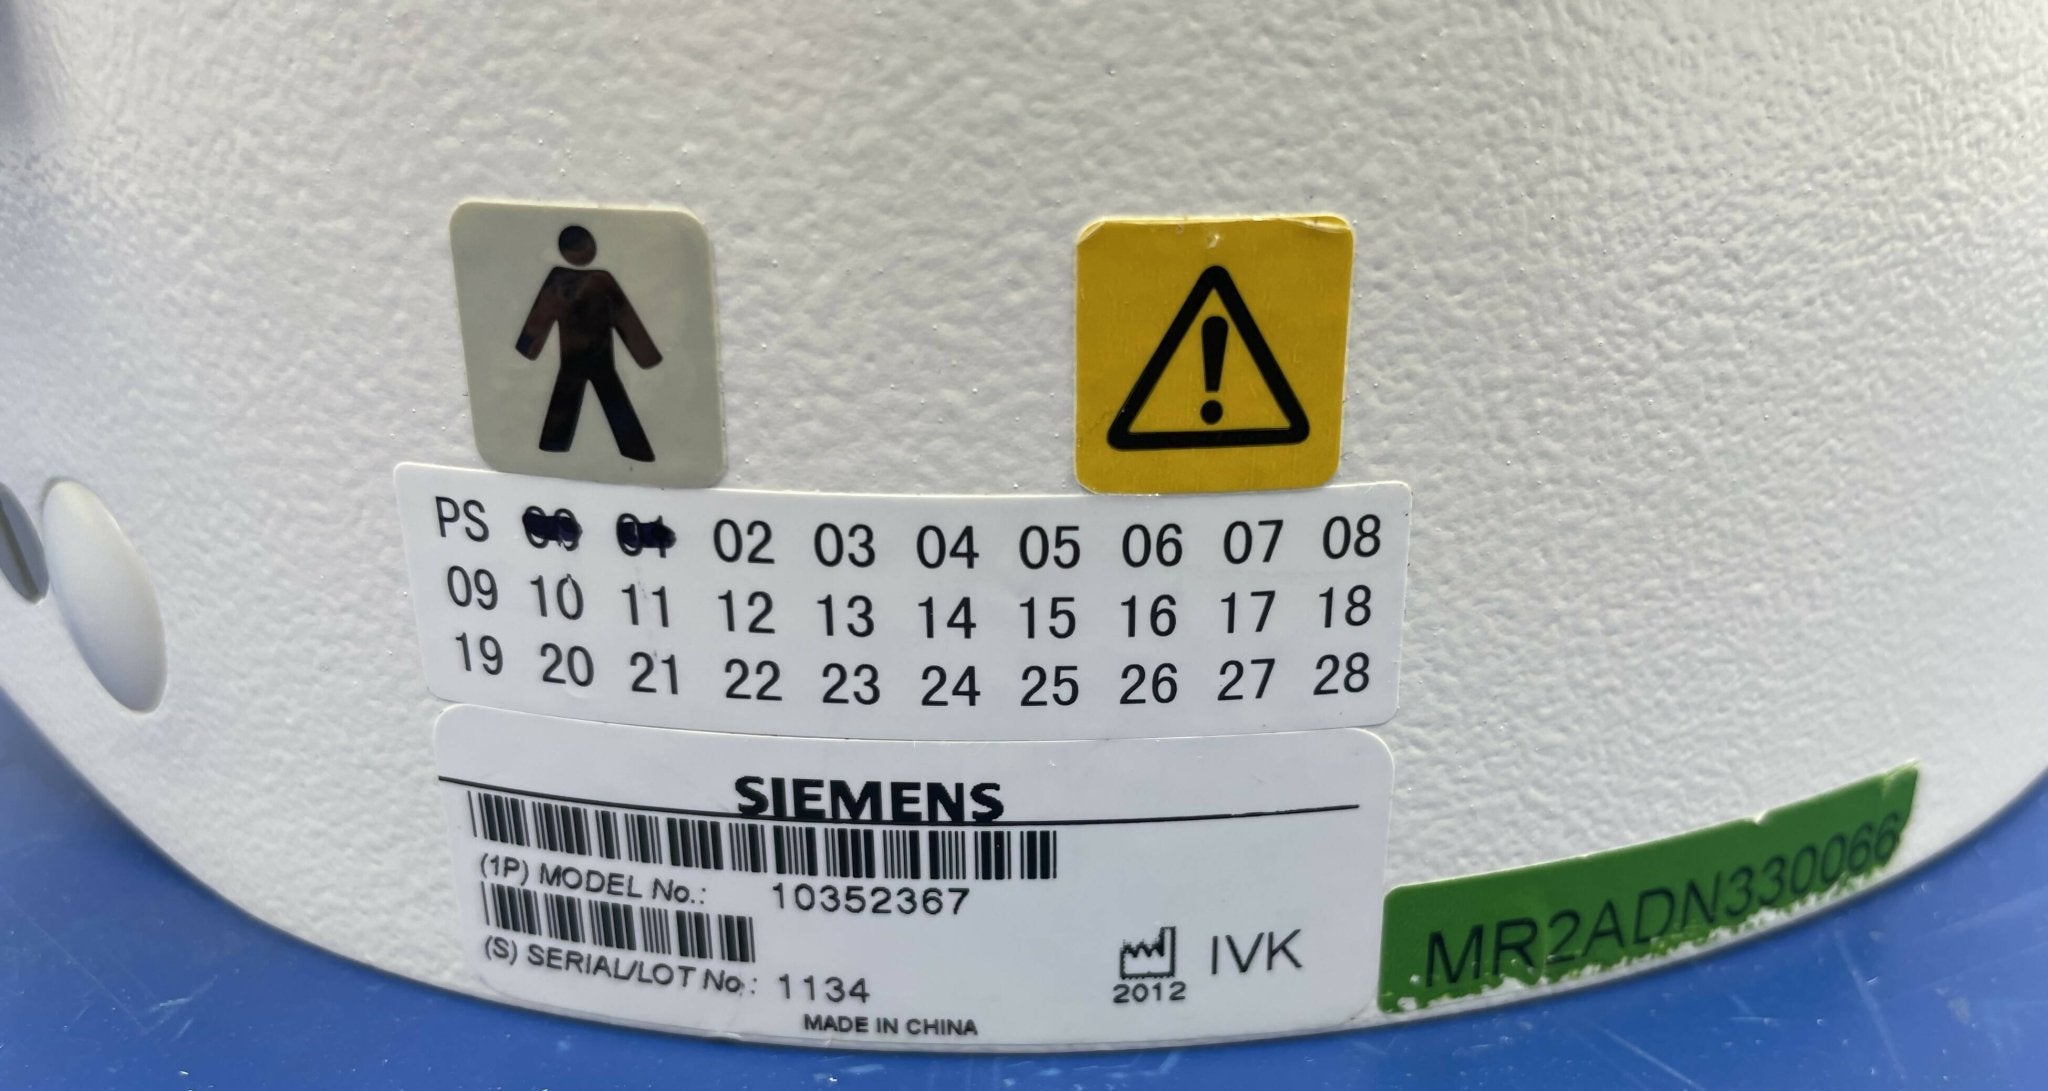 PS 00 01 02 03 04 05 06 07 08
09 10 11 12 13 14 15 16 17 18
19 20 21 22 23 24 25 26 27 28
SIEMENS
(1P) MODEL No.: 10352367
(S) SERIAL/LOT No.: 1134
2012 IVK
MADE IN CHINA
MR2ADN330066